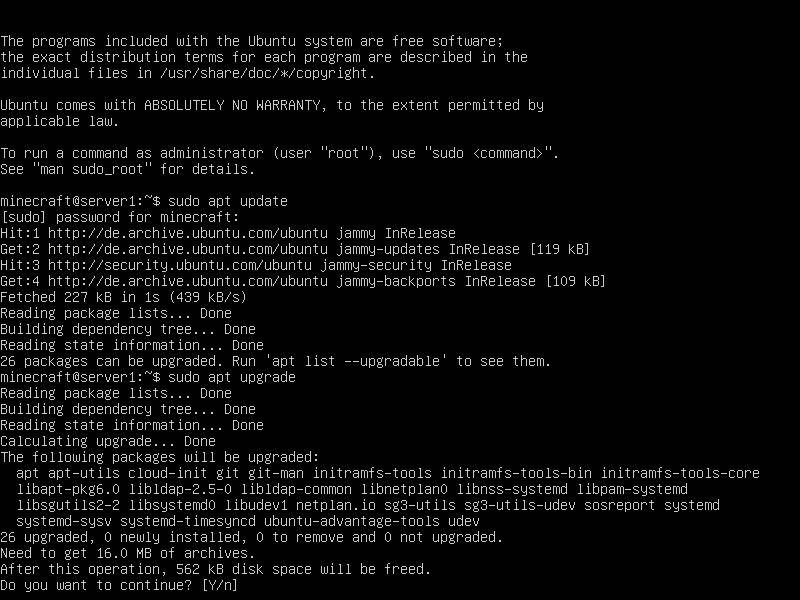 The programs included with the Ubuntu system are free software;
the exact distribution terms for each program are described in the
individual files in /usr/share/doc/*/copyright.
Ubuntu comes with ABSOLUTELY NO WARRANTY, to the extent permitted by
applicable law.
To run a command as administrator (user "root"), use "sudo <command>".
See "man sudo_root" for details.
minecraft@server1:~$ sudo apt update
[sudo] password for minecraft:
Hit:1 http://de.archive.ubuntu.com/ubuntu jammy InRelease
Get:2 http://de.archive.ubuntu.com/ubuntu jammy-updates InRelease [119 kB]
Hit:3 http://security.ubuntu.com/ubuntu jammy-security InRelease
Get:4 http://de.archive.ubuntu.com/ubuntu jammy-backports InRelease [109 kB]
Fetched 227 kB in 1s (439 kB/s)
Reading package lists... Done
Building dependency tree... Done
Reading state information... Done
26 packages can be upgraded. Run 'apt list --upgradable' to see them.
minecraft@server1:~$ sudo apt upgrade
Reading package lists... Done
Building dependency tree... Done
Reading state information... Done
Calculating upgrade... Done
The following packages will be upgraded:
  apt apt-utils cloud-init git git-man initramfs-tools initramfs-tools-bin initramfs-tools-core
  libapt-pkg6.0 libldap-2.5-0 libldap-common libnetplan0 libnss-systemd libpam-systemd
  libsgutils2-2 libsystemd0 libudev1 netplan.io sg3-utils sg3-utils-udev sosreport systemd
  systemd-sysv systemd-timesyncd ubuntu-advantage-tools udev
26 upgraded, 0 newly installed, 0 to remove and 0 not upgraded.
Need to get 16.0 MB of archives.
After this operation, 562 kB disk space will be freed.
Do you want to continue? [Y/n]